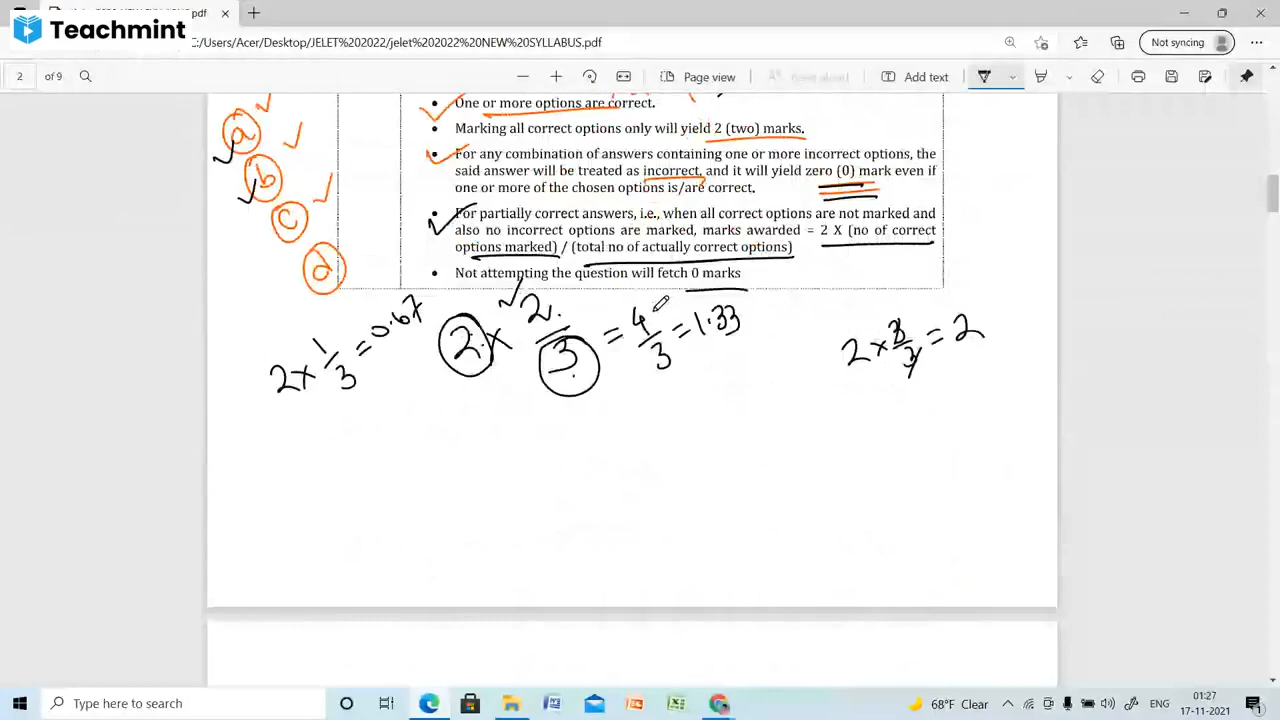 pdf
Teachmint
C:/Users/Acer/Desktop/JELET%202022/jelet%202022%20NEW%20SYLLABUS.pdf
Not syncing
2 of 9
Page view
Read aloud
Add text
One or more options are correct.
Marking all correct options only will yield 2 (two) marks.
For any combination of answers containing one or more incorrect options, the
said answer will be treated as incorrect, and it will yield zero (0) mark even if
one or more of the chosen options is/are correct.
For partially correct answers, i.e., when all correct options are not marked and
also no incorrect options are marked, marks awarded = 2 X (no of correct
options marked) / (total no of actually correct options)
Not attempting the question will fetch 0 marks
a
b
c
d
2 x 1/3 = 0.67
2 x 2/3 = 4/3 = 1.33
2 x 3/3 = 2
Type here to search
68°F Clear
ENG
01:27
17-11-2021
1